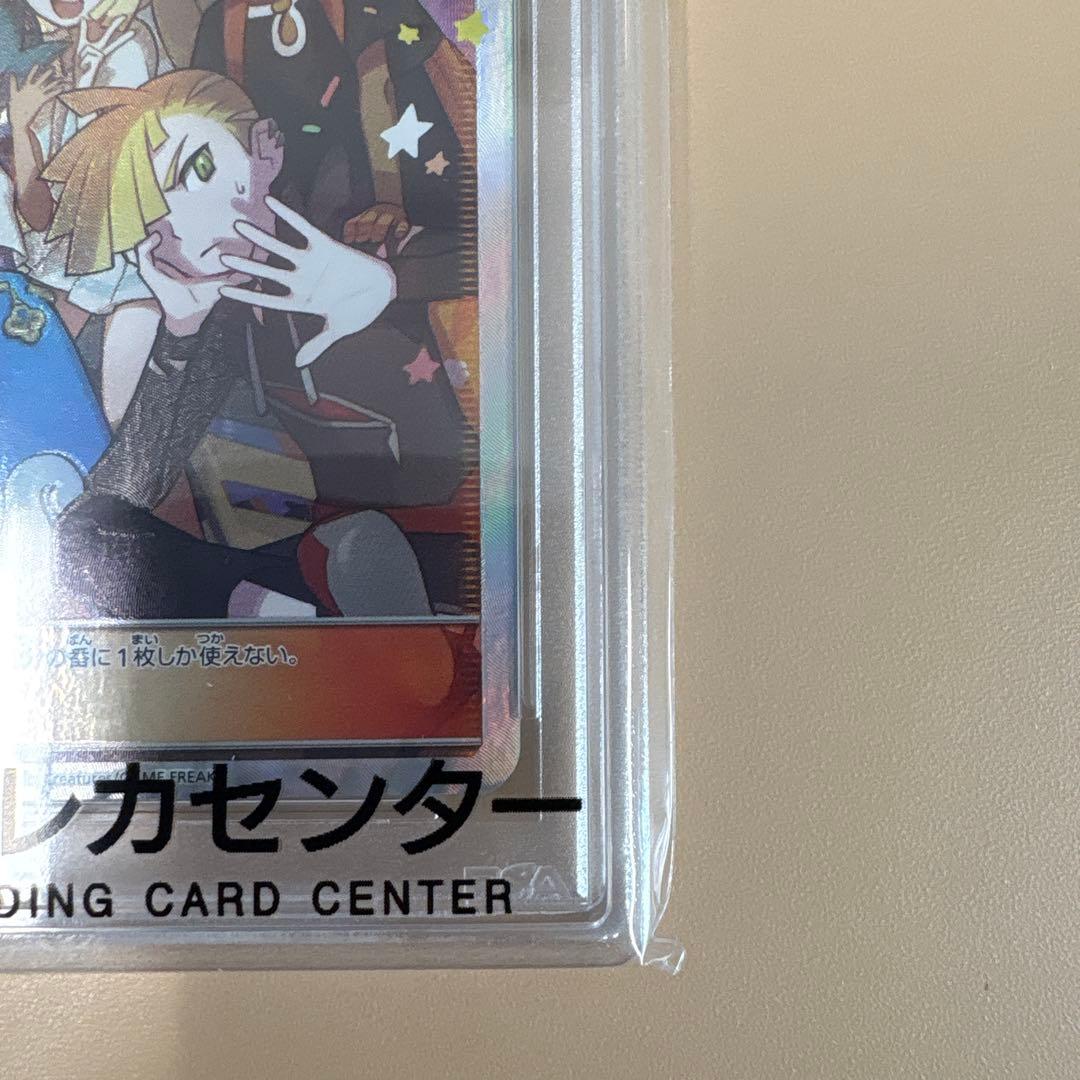 の番に1枚しか使えない。
ばん まい つか
Creatures/GAME FREAK
レカセンター
DING CARD CENTER
PSA